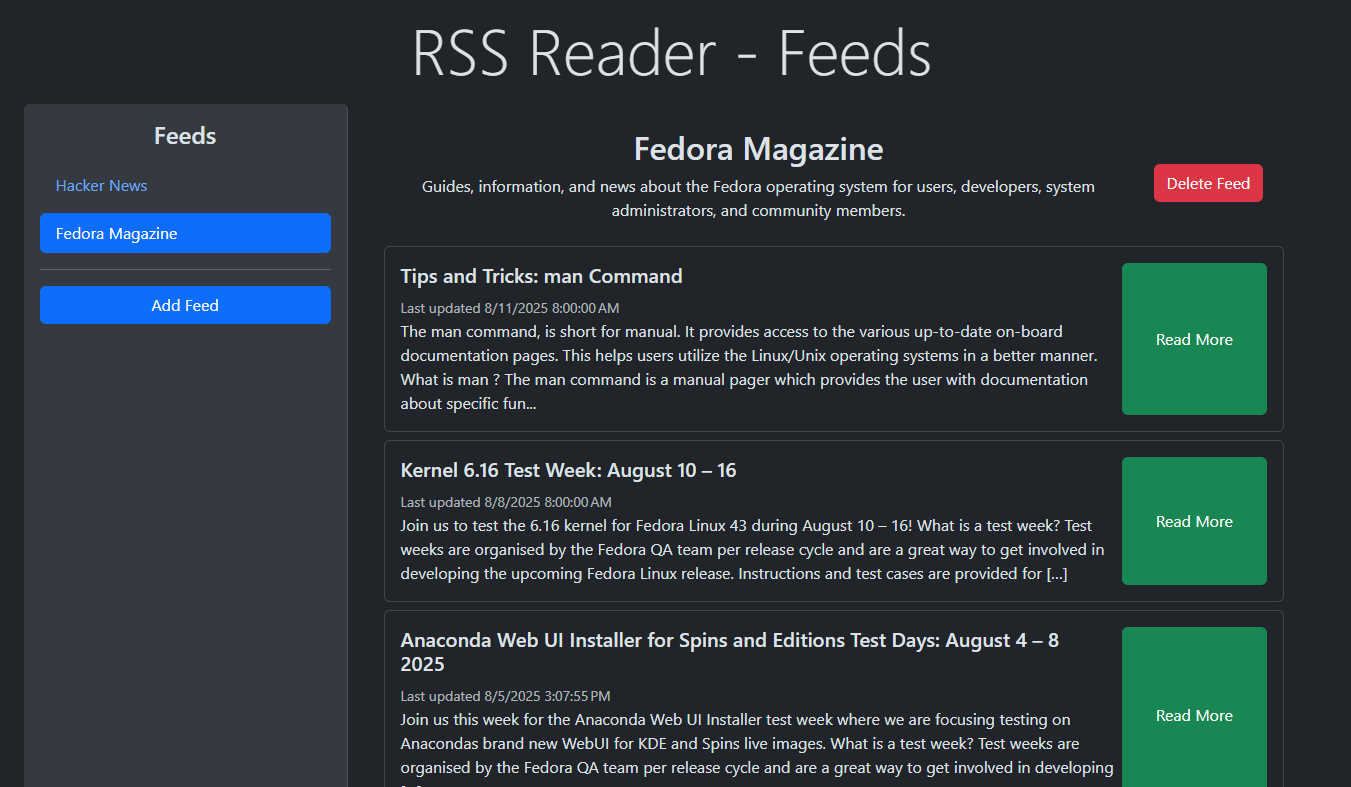 RSS Reader - Feeds
Feeds
Hacker News
Fedora Magazine
Add Feed
Fedora Magazine
Guides, information, and news about the Fedora operating system for users, developers, system
administrators, and community members.
Delete Feed
Tips and Tricks: man Command
Last updated 8/11/2025 8:00:00 AM
The man command, is short for manual. It provides access to the various up-to-date on-board
documentation pages. This helps users utilize the Linux/Unix operating systems in a better manner.
What is man ? The man command is a manual pager which provides the user with documentation
about specific fun...
Read More
Kernel 6.16 Test Week: August 10 – 16
Last updated 8/8/2025 8:00:00 AM
Join us to test the 6.16 kernel for Fedora Linux 43 during August 10 – 16! What is a test week? Test
weeks are organised by the Fedora QA team per release cycle and are a great way to get involved in
developing the upcoming Fedora Linux release. Instructions and test cases are provided for [...]
Read More
Anaconda Web UI Installer for Spins and Editions Test Days: August 4 – 8
2025
Last updated 8/5/2025 3:07:55 PM
Join us this week for the Anaconda Web UI Installer test week where we are focusing testing on
Anacondas brand new WebUI for KDE and Spins live images. What is a test week? Test weeks are
organised by the Fedora QA team per release cycle and are a great way to get involved in developing
Read More